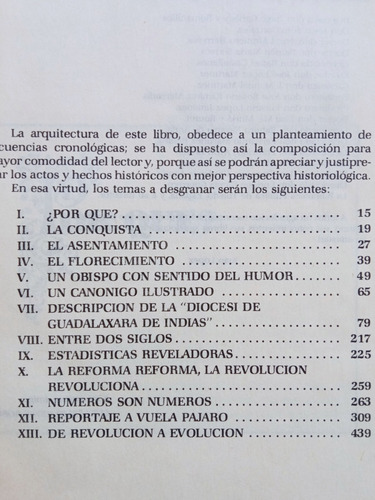 La arquitectura de este libro, obedece a un planteamiento de
cuencias cronológicas; se ha dispuesto así la composición para
ayor comodidad del lector y, porque así se podrán apreciar y justipre-
ar los actos y hechos históricos con mejor perspectiva historiológica.
En esa virtud, los temas a desgranar serán los siguientes:
I. ¿POR QUE? . . . . . . . . . . . . . . . . . . . . . . . . . 15
II. LA CONQUISTA . . . . . . . . . . . . . . . . . . . . . . 19
III. EL ASENTAMIENTO . . . . . . . . . . . . . . . . . . . 27
IV. EL FLORECIMIENTO . . . . . . . . . . . . . . . . . . . 39
V. UN OBISPO CON SENTIDO DEL HUMOR . . . . . . 49
VI. UN CANONIGO ILUSTRADO . . . . . . . . . . . . . . 65
VII. DESCRIPCION DE LA "DIOCESI DE
GUADALAXARA DE INDIAS" . . . . . . . . . . . . . . 79
VIII. ENTRE DOS SIGLOS . . . . . . . . . . . . . . . . . . . 217
IX. ESTADISTICAS REVELADORAS . . . . . . . . . . . . 225
X. LA REFORMA REFORMA, LA REVOLUCION
REVOLUCIONA . . . . . . . . . . . . . . . . . . . . . . 259
XI. NUMEROS SON NUMEROS . . . . . . . . . . . . . . . 263
XII. REPORTAJE A VUELA PAJARO . . . . . . . . . . . . 309
XIII. DE REVOLUCION A EVOLUCION . . . . . . . . . . . 439